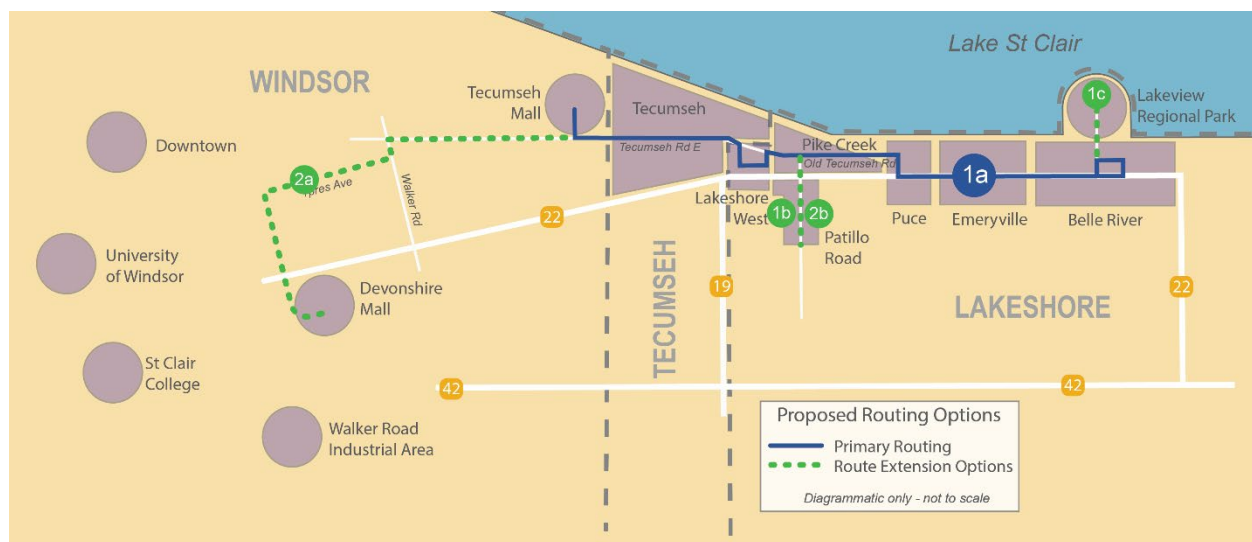 Lake St Clair
WINDSOR
1c
Lakeview
Regional Park
Tecumseh
Mall
Tecumseh
Downtown
Tecumseh Rd E
Pike Creek
Old Tecumseh Rd
2a
Ypres Ave
Walker Rd
1a
22
Lakeshore
West
1b
2b
Patillo
Road
Puce
Emeryville
Belle River
University
of Windsor
Devonshire
Mall
TECUMSEH
19
LAKESHORE
22
St Clair
College
42
42
Walker Road
Industrial Area
Proposed Routing Options
Primary Routing
Route Extension Options
Diagrammatic only - not to scale